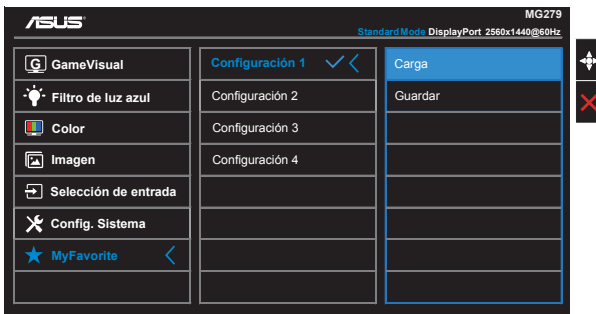 ASUS
MG279
Standard Mode DisplayPort 2560x1440@60Hz
G GameVisual
Filtro de luz azul
Color
Imagen
Selección de entrada
Config. Sistema
MyFavorite
Configuración 1
Configuración 2
Configuración 3
Configuración 4
Carga
Guardar